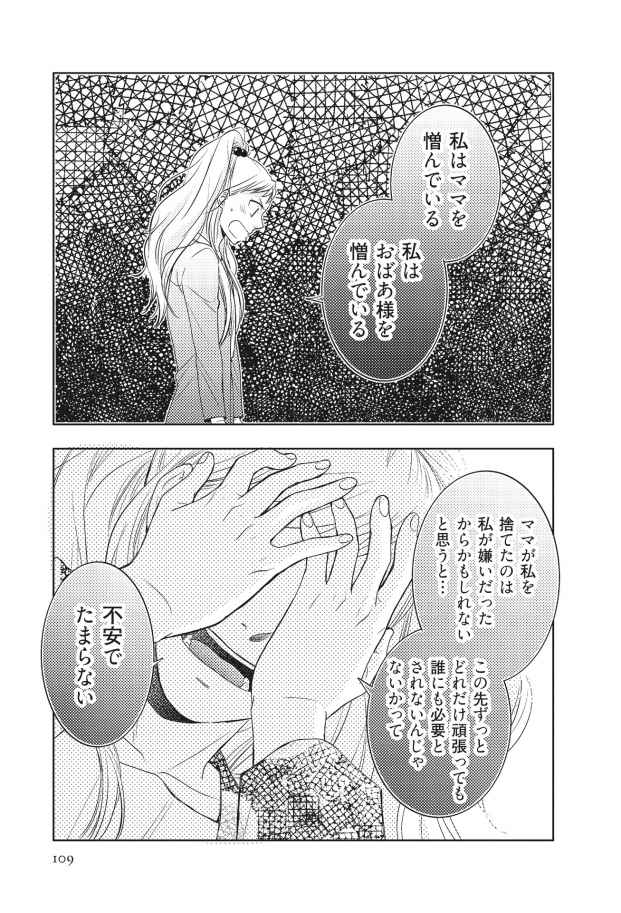 私はママを
憎んでいる
私は
おばあ様を
憎んでいる
ママが私を
捨てたのは
私が嫌いだった
からかもしれない
と思うと…
この先ずっと
どれだけ頑張っても
誰にも必要と
されないんじゃ
ないかって
不安で
たまらない
109